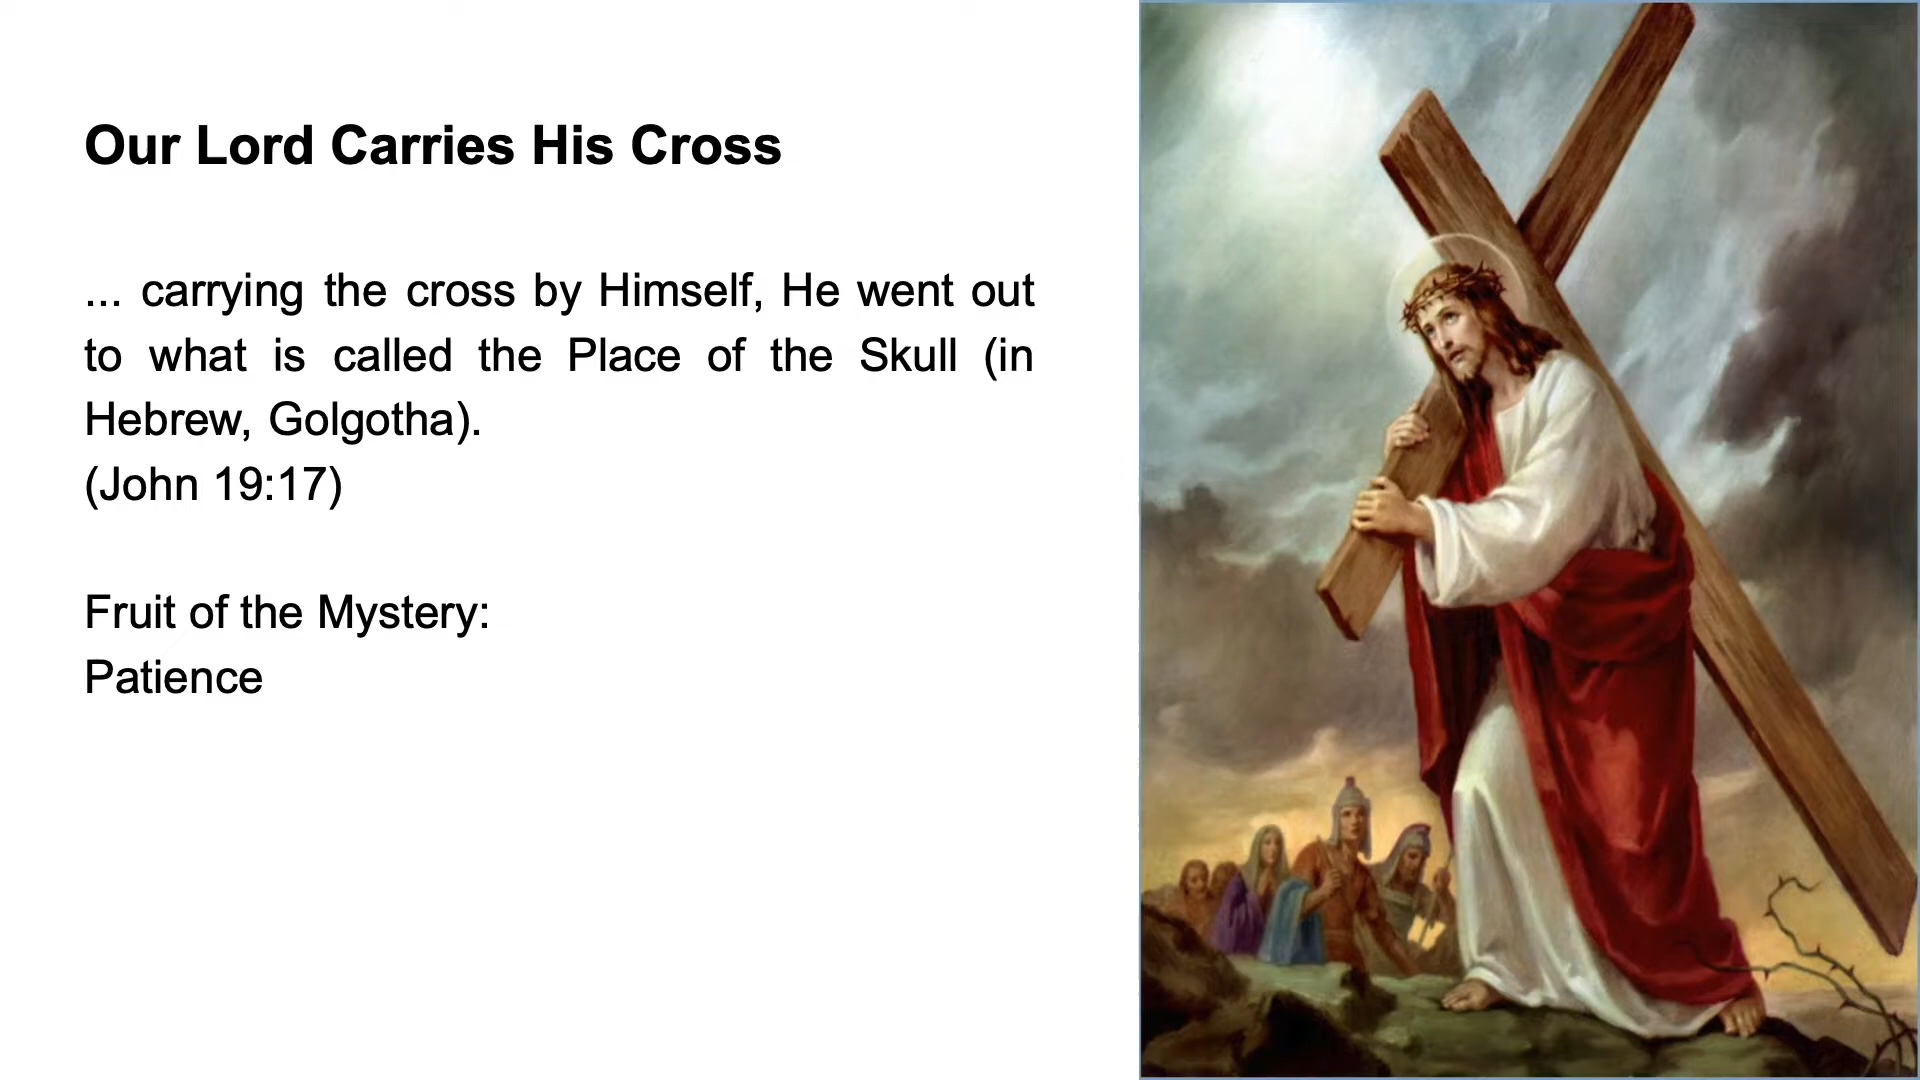 Our Lord Carries His Cross
... carrying the cross by Himself, He went out
to what is called the Place of the Skull (in
Hebrew, Golgotha).
(John 19:17)
Fruit of the Mystery:
Patience